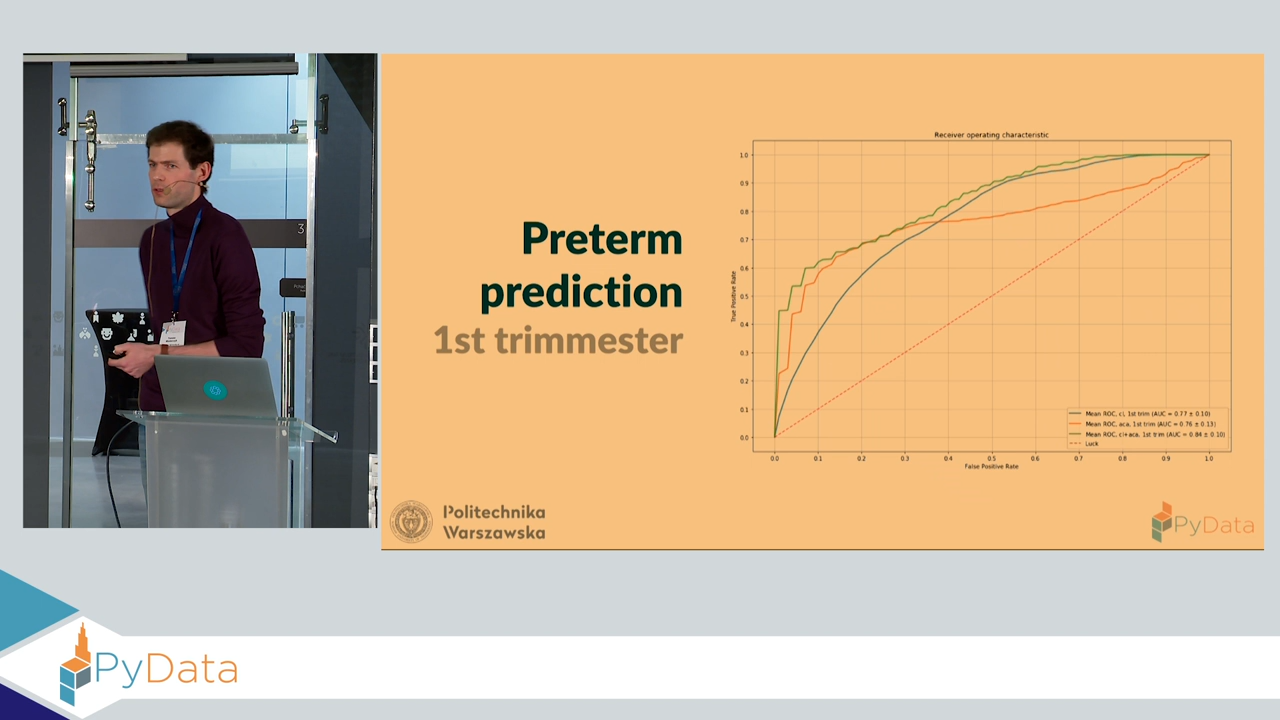 3
Preterm
prediction
1st trimmester
Receiver operating characteristic
True Positive Rate
1.0
0.9
0.8
0.7
0.6
0.5
0.4
0.3
0.2
0.1
0.0
0.0 0.1 0.2 0.3 0.4 0.5 0.6 0.7 0.8 0.9 1.0
False Positive Rate
Mean ROC, cl, 1st trim (AUC = 0.77 ± 0.10)
Mean ROC, aca, 1st trim (AUC = 0.76 ± 0.13)
Mean ROC, cl+aca, 1st trim (AUC = 0.84 ± 0.10)
Luck
Politechnika
Warszawska
PyData
PyData